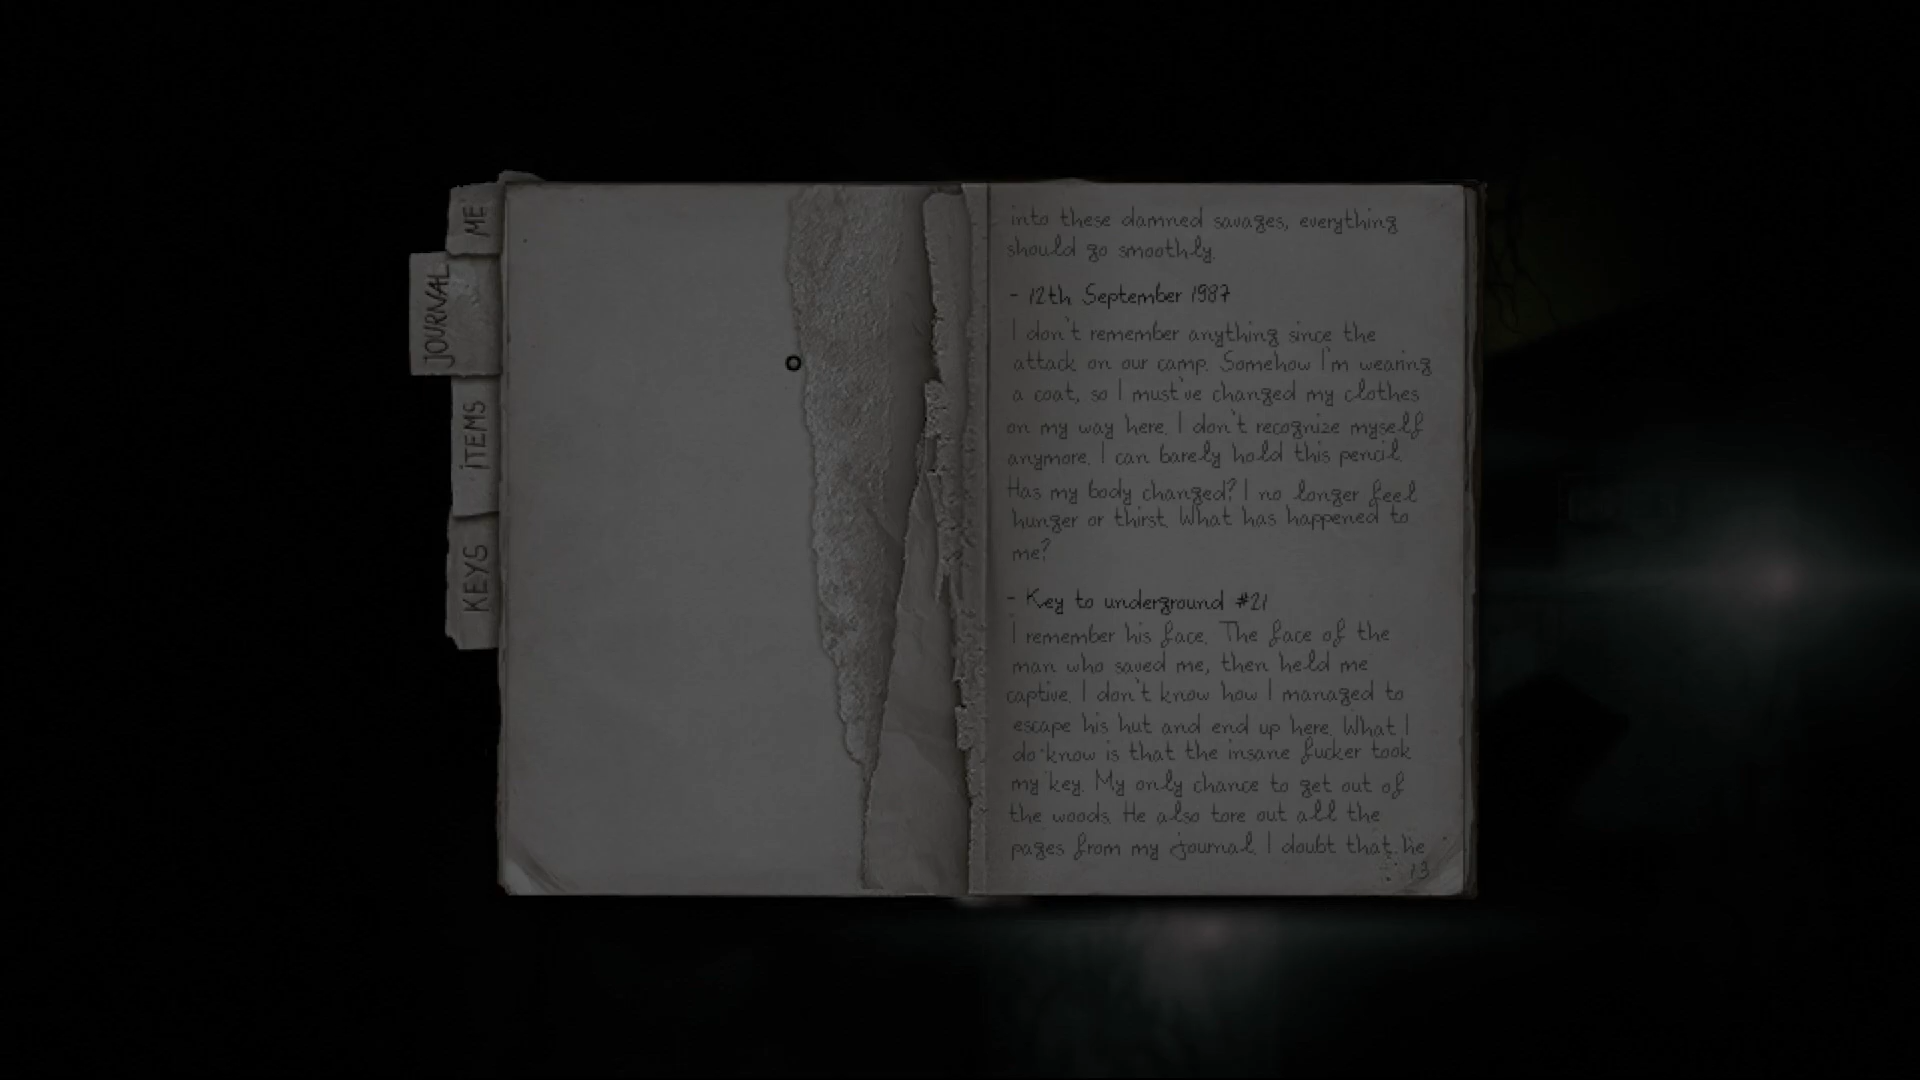 ME
JOURNAL
ITEMS
KEYS
into these damned savages, everything
should go smoothly.
- 12th September 1987
I don't remember anything since the
attack on our camp. Somehow I'm wearing
a coat, so I must've changed my clothes
on my way here. I don't recognize myself
anymore. I can barely hold this pencil.
Has my body changed? I no longer feel
hunger or thirst. What has happened to
me?
- Key to underground #21
I remember his face. The face of the
man who saved me, then held me
captive. I don't know how I managed to
escape his hut and end up here. What I
do know is that the insane fucker took
my key. My only chance to get out of
the woods. He also tore out all the
pages from my journal. I doubt that he
13